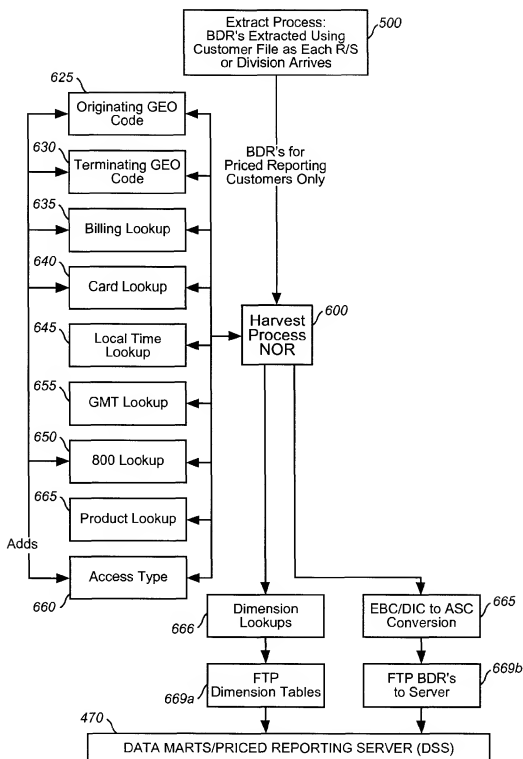 Extract Process:
BDR's Extracted Using
Customer File as Each R/S
or Division Arrives
500
625
Originating GEO
Code
630
Terminating GEO
Code
BDR's for
Priced Reporting
Customers Only
635
Billing Lookup
640
Card Lookup
600
Harvest
Process
NOR
645
Local Time
Lookup
655
GMT Lookup
650
800 Lookup
665
Product Lookup
Adds
Access Type
660
Dimension
Lookups
666
EBC/DIC to ASC
Conversion
665
FTP
Dimension Tables
669a
FTP BDR's
to Server
669b
470
DATA MARTS/PRICED REPORTING SERVER (DSS)